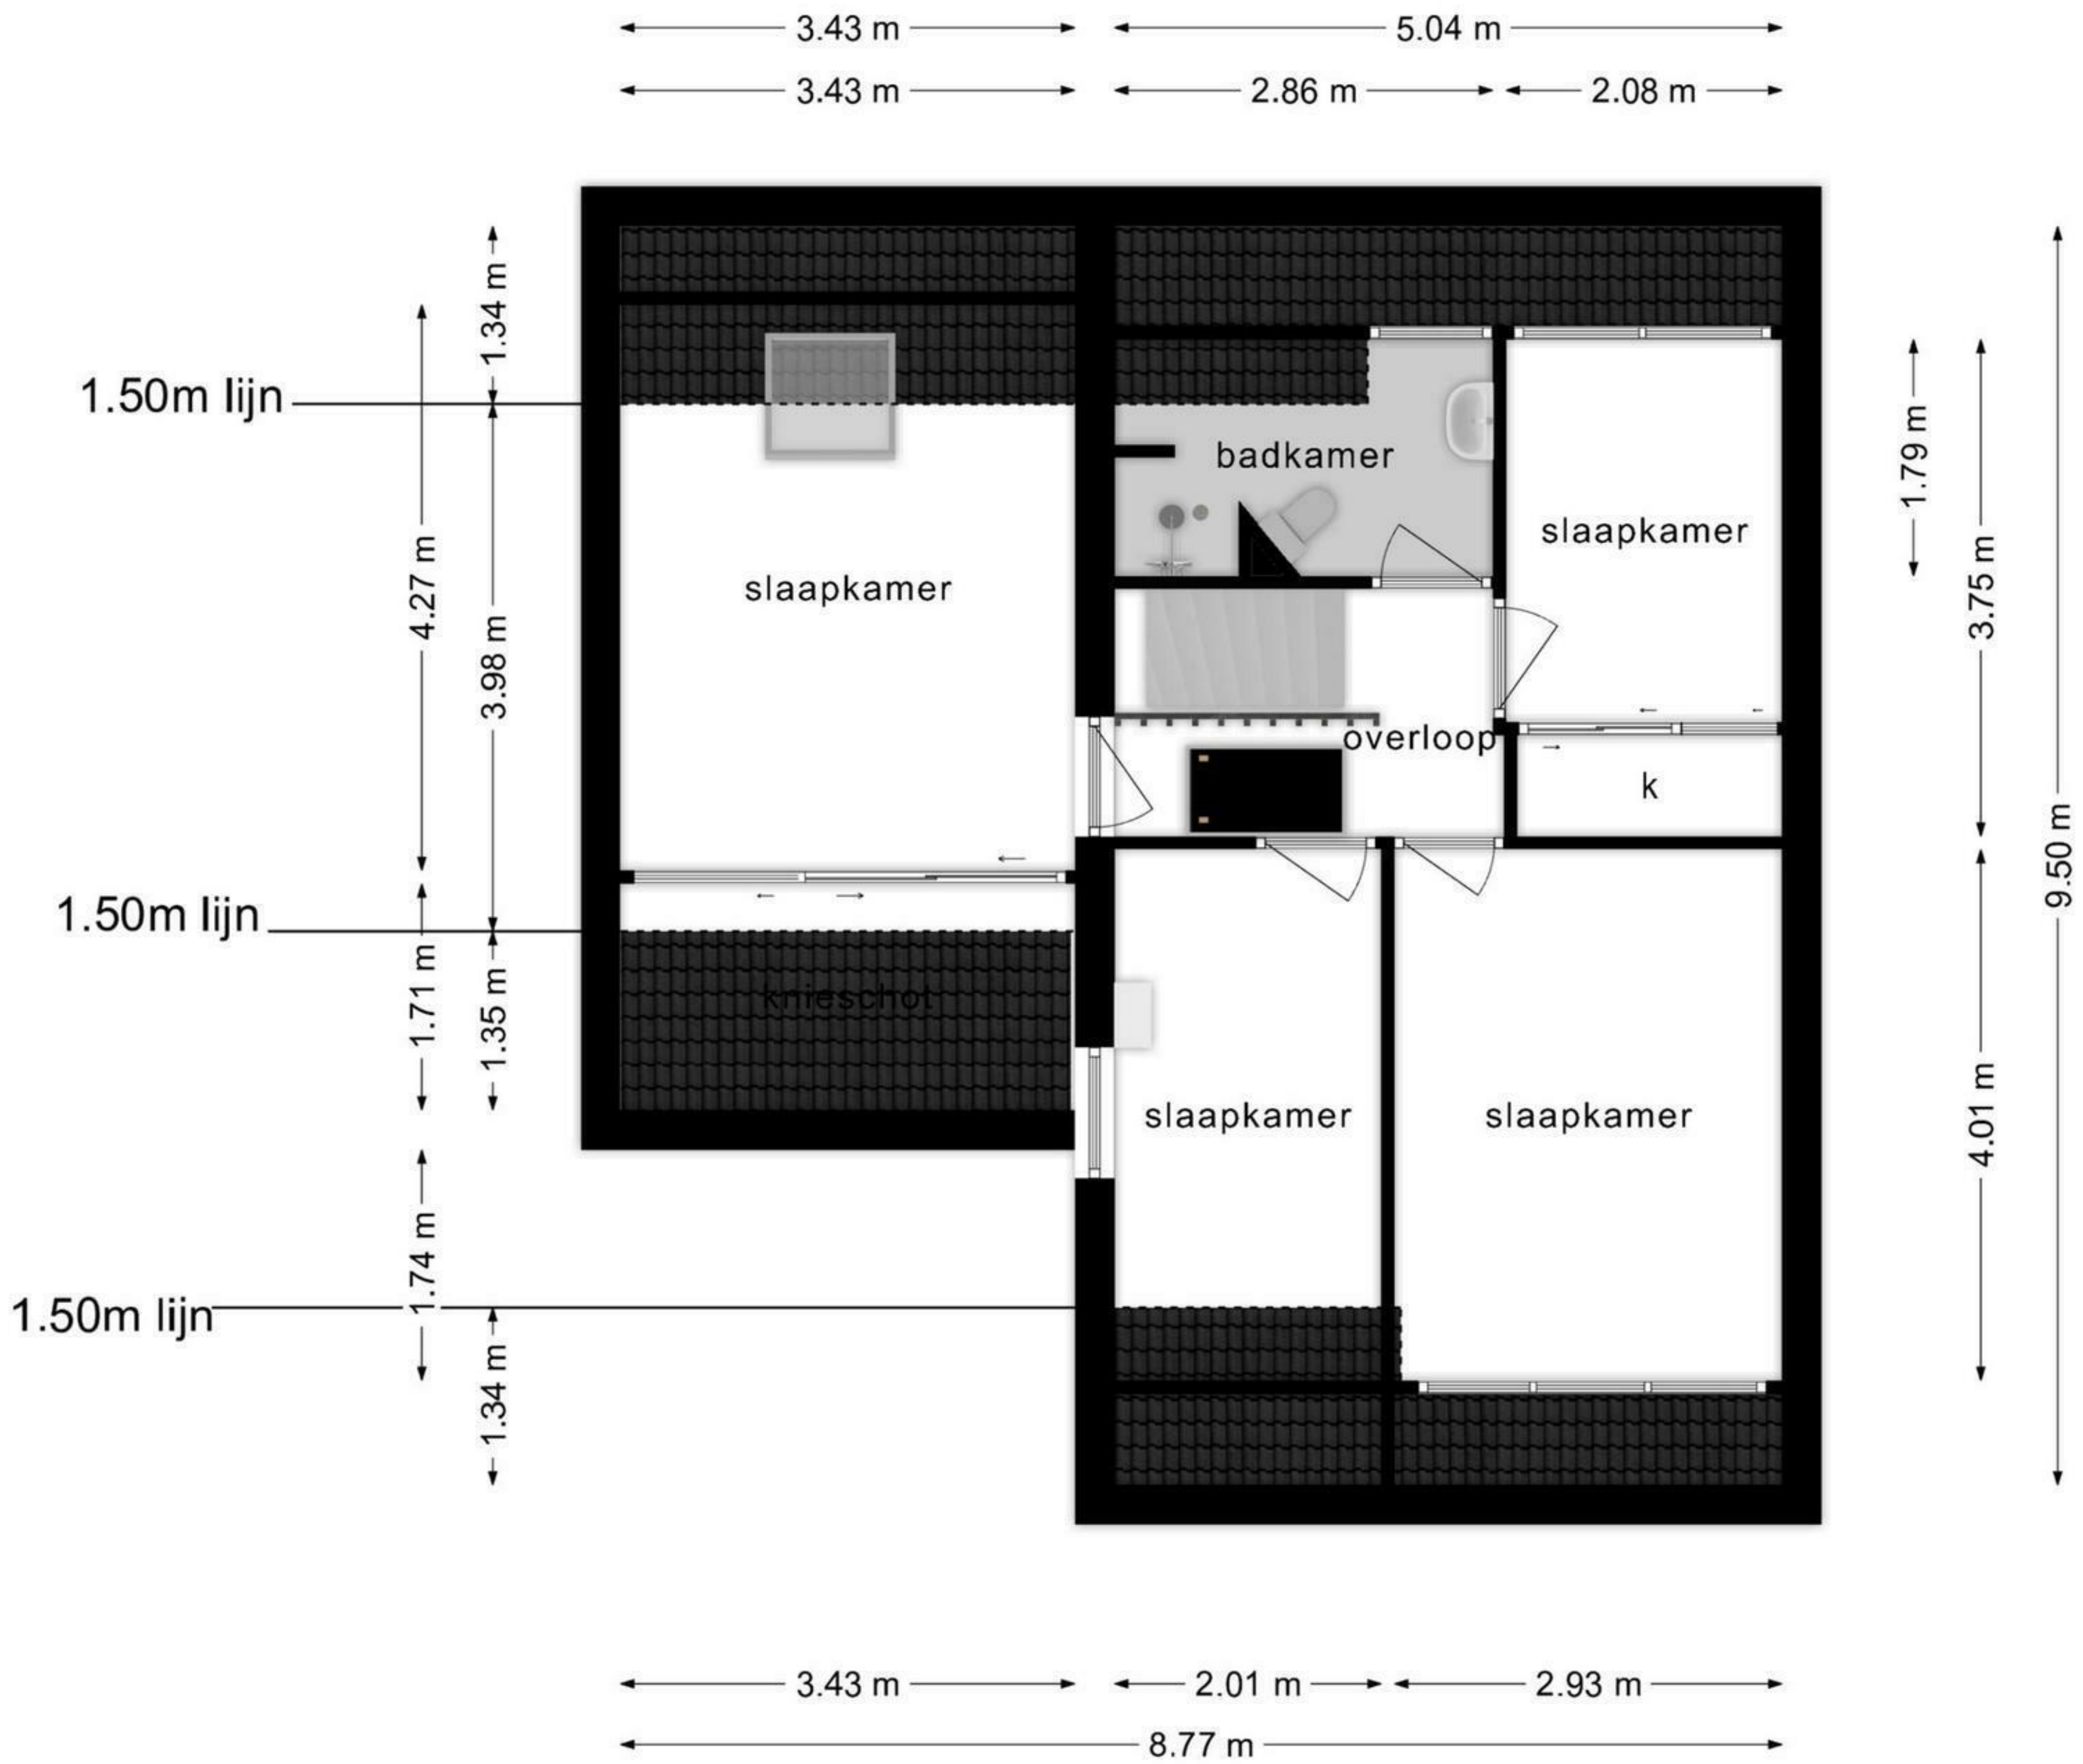 3.43 m
5.04 m
3.43 m
2.86 m
2.08 m
1.34 m
1.50m lijn
4.27 m
3.98 m
1.50m lijn
1.71 m
1.35 m
1.74 m
1.50m lijn
1.34 m
slaapkamer
badkamer
slaapkamer
overloop
k
knieschot
slaapkamer
slaapkamer
1.79 m
3.75 m
9.50 m
4.01 m
3.43 m
2.01 m
2.93 m
8.77 m